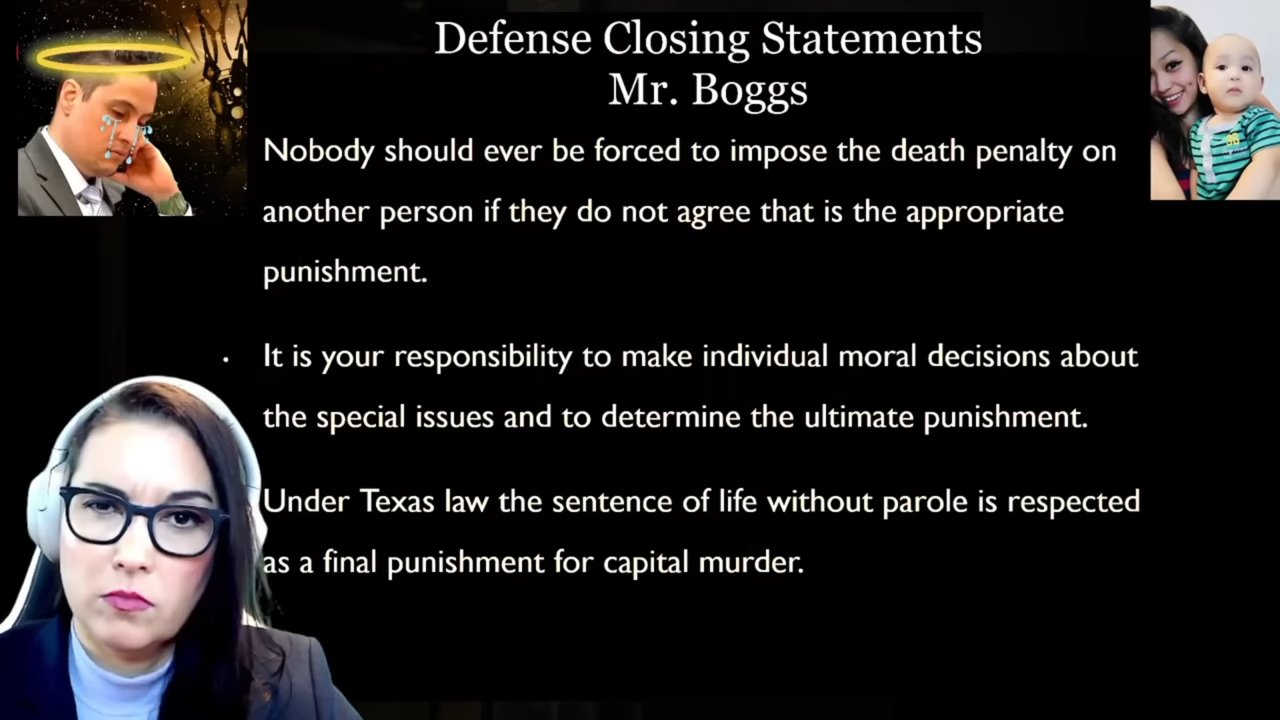 Defense Closing Statements
Mr. Boggs
Nobody should ever be forced to impose the death penalty on
another person if they do not agree that is the appropriate
punishment.
• It is your responsibility to make individual moral decisions about
the special issues and to determine the ultimate punishment.
Under Texas law the sentence of life without parole is respected
as a final punishment for capital murder.